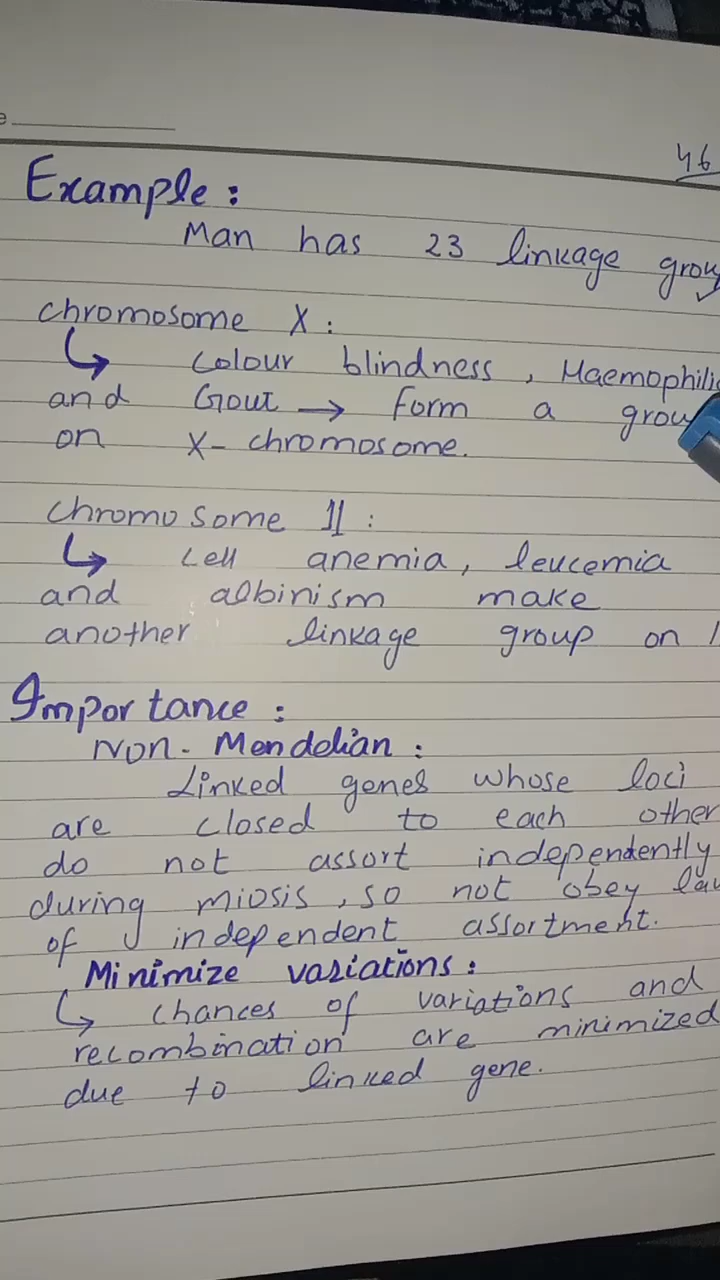 e
46
Example:
Man has 23 linkage grou
chromosome X:
↳ Colour blindness, Haemophili
and Gout → form a grou
on X-chromosome.
chromosome 11:
↳ Cell anemia, leucemia
and albinism make
another linkage group on 1
Importance:
Non-Mendelian:
Linked genes whose loci
are closed to each other
do not assort independently
during miosis, so not obey law
of independent assortment.
Minimize variations:
↳ chances of variations and
recombination are minimized
due to linked gene.